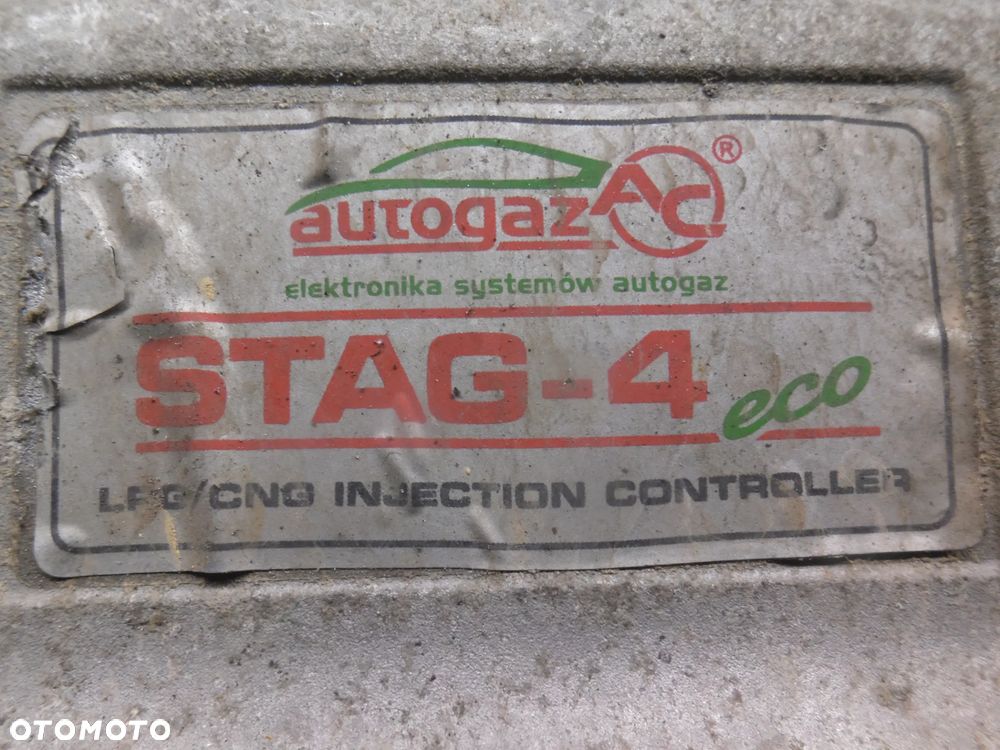 autogaz AC®
elektronika systemów autogaz
STAG-4 eco
LPG/CNG INJECTION CONTROLLER
OTOMOTO